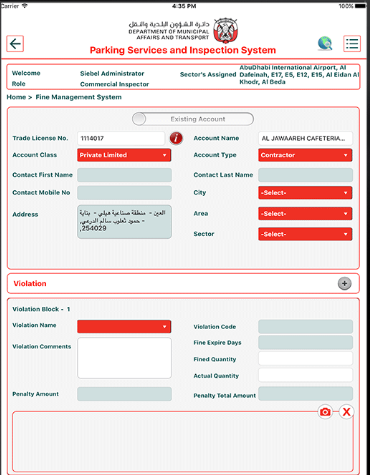 Carrier 4:35 PM 100%
دائرة الشؤون البلدية والنقل
DEPARTMENT OF MUNICIPAL
AFFAIRS AND TRANSPORT
Parking Services and Inspection System
Welcome Siebel Administrator Sector's Assigned AbuDhabi International Airport, Al
Dafeinah, E17, E5, E12, E15, Al Eidan Al
Role Commercial Inspector Khodr, Al Beda
Home > Fine Management System
Existing Account
Trade License No. 1114017 Account Name AL JAWAAREH CAFETERIA...
Account Class Private Limited Account Type Contractor
Contact First Name Contact Last Name
Contact Mobile No City -Select-
Address العين - منطقة صناعية هيلي - بناية
- حمود ثعلوب سالم الدرعي,
254029,
Area -Select-
Sector -Select-
Violation
Violation Block - 1
Violation Name Violation Code
Violation Comments Fine Expire Days
Fined Quantity
Actual Quantity
Penalty Amount Penalty Total Amount